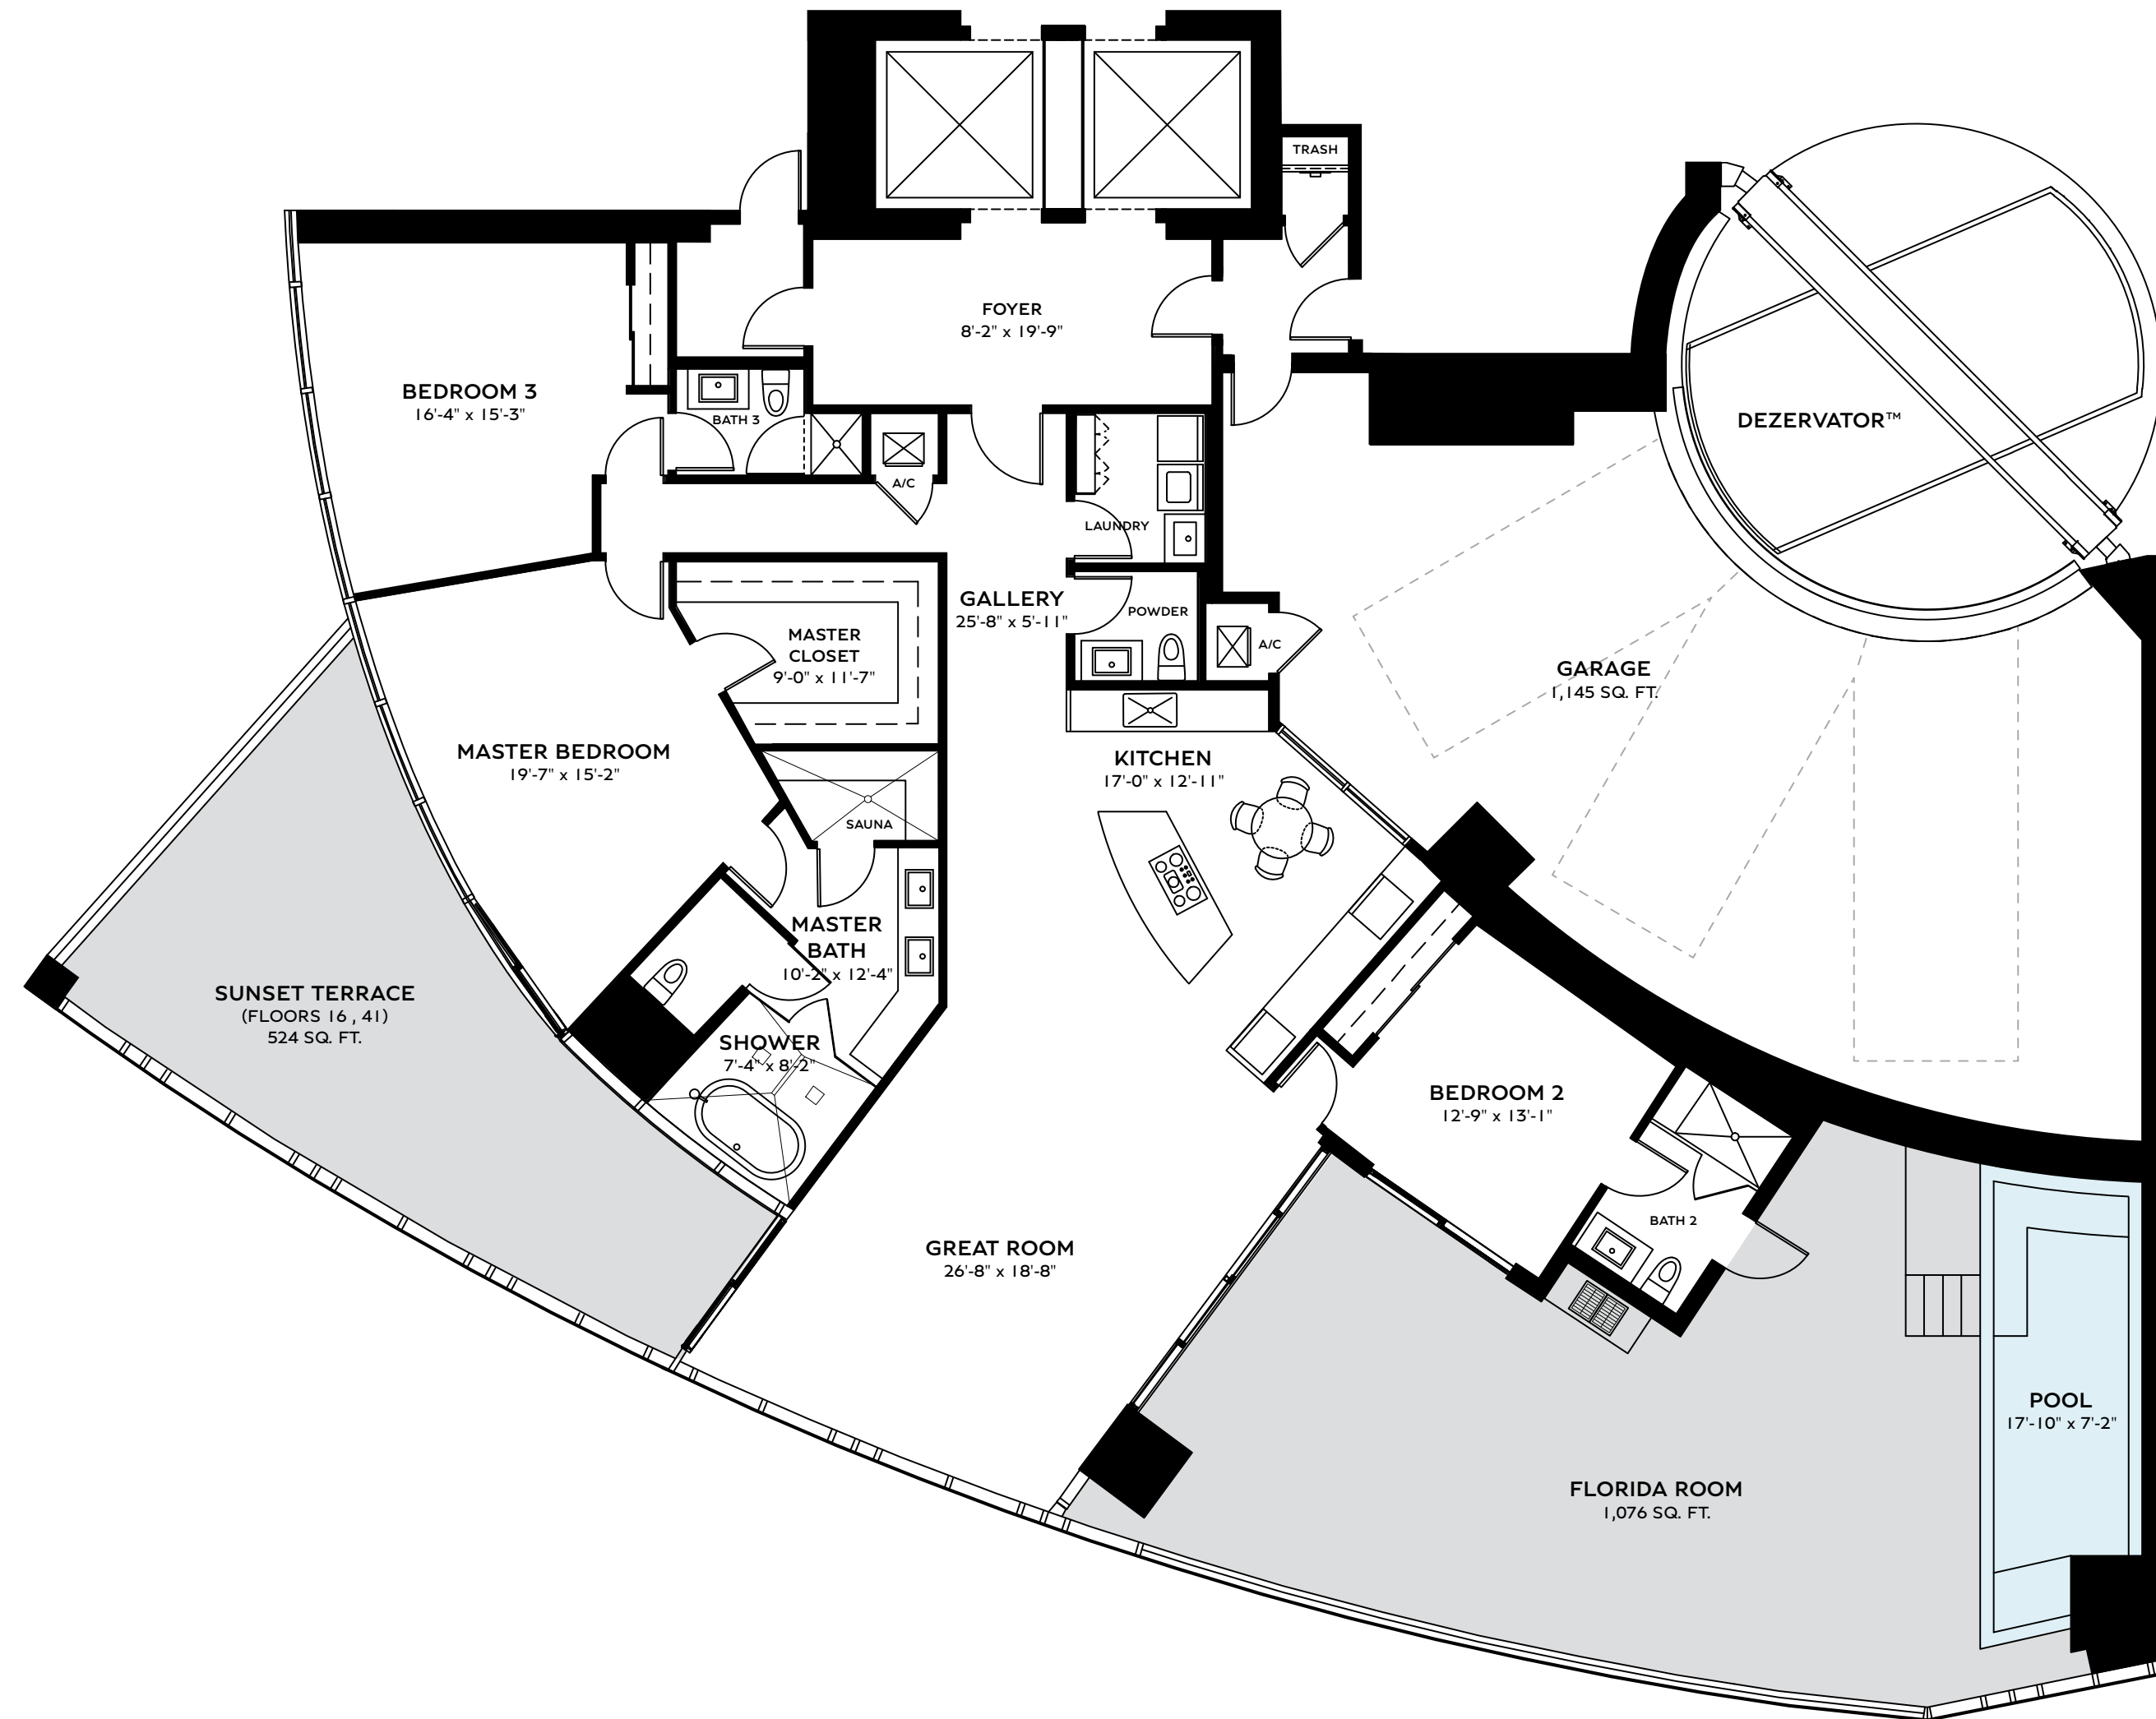 TRASH
FOYER
8'-2" x 19'-9"
BEDROOM 3
16'-4" x 15'-3"
BATH 3
DEZERVATOR™
A/C
LAUNDRY
GALLERY
25'-8" x 5'-11"
POWDER
MASTER
CLOSET
9'-0" x 11'-7"
A/C
GARAGE
1,145 SQ. FT.
MASTER BEDROOM
19'-7" x 15'-2"
KITCHEN
17'-0" x 12'-11"
SAUNA
MASTER
BATH
10'-2" x 12'-4"
SUNSET TERRACE
(FLOORS 16 , 41)
524 SQ. FT.
SHOWER
7'-4" x 8'-2"
BEDROOM 2
12'-9" x 13'-1"
BATH 2
GREAT ROOM
26'-8" x 18'-8"
POOL
17'-10" x 7'-2"
FLORIDA ROOM
1,076 SQ. FT.